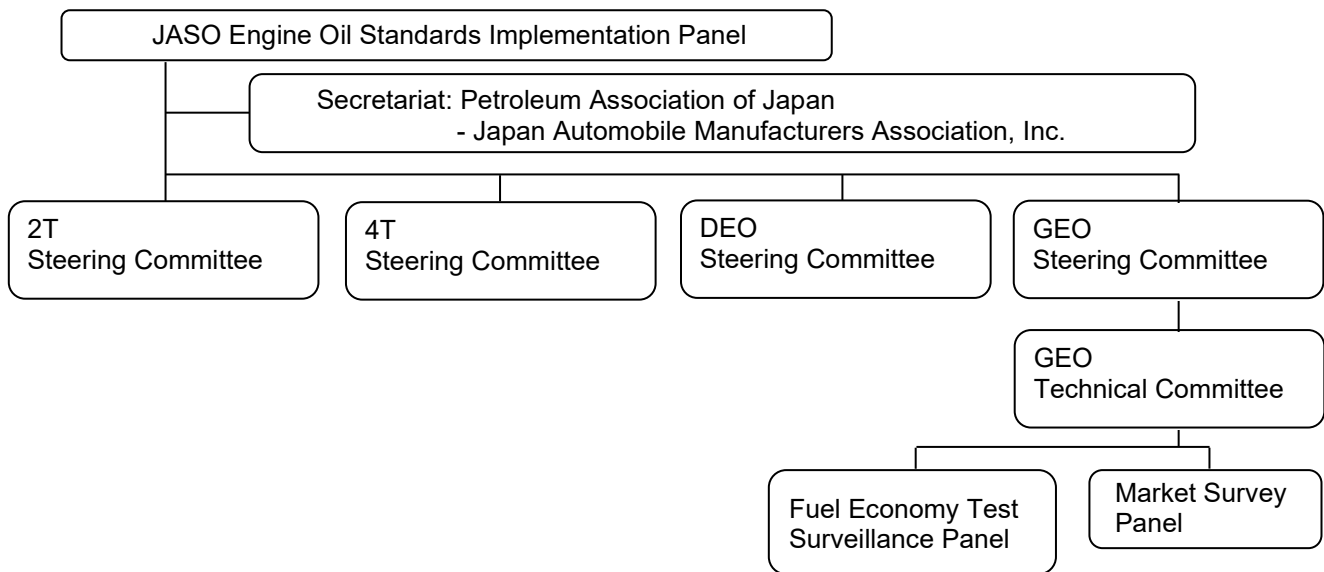 JASO Engine Oil Standards Implementation Panel
Secretariat: Petroleum Association of Japan
- Japan Automobile Manufacturers Association, Inc.
2T
Steering Committee
4T
Steering Committee
DEO
Steering Committee
GEO
Steering Committee
GEO
Technical Committee
Fuel Economy Test
Surveillance Panel
Market Survey
Panel